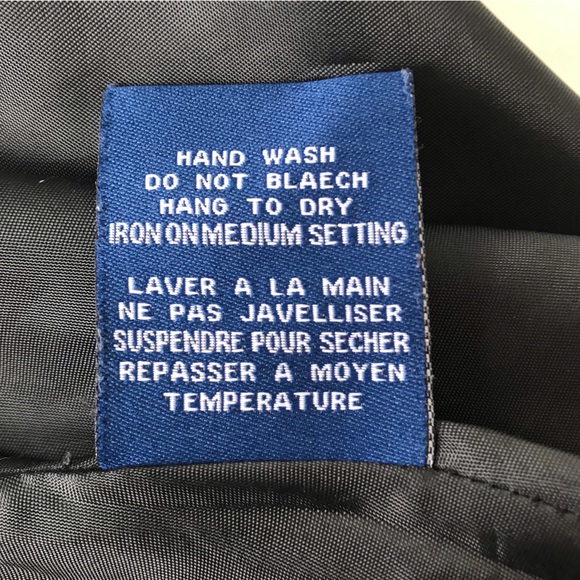 HAND WASH
DO NOT BLAECH
HANG TO DRY
IRON ON MEDIUM SETTING
LAVER A LA MAIN
NE PAS JAVELLISER
SUSPENDRE POUR SECHER
REPASSER A MOYEN
TEMPERATURE